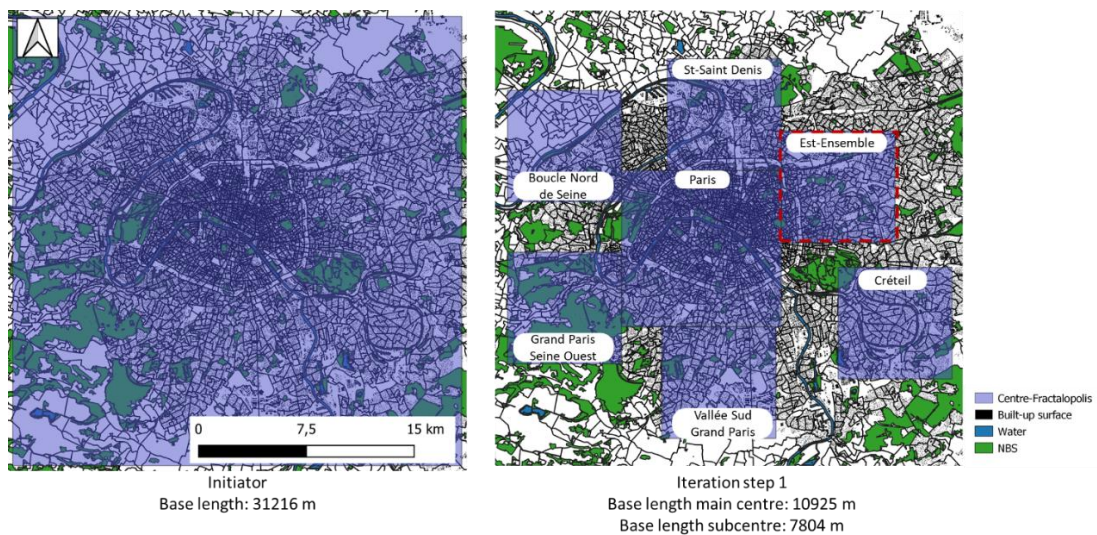 St-Saint Denis
Est-Ensemble
Boucle Nord
de Seine
Paris
Créteil
Grand Paris
Seine Ouest
Vallée Sud
Grand Paris
0 7,5 15 km
Centre-Fractalopolis
Built-up surface
Water
NBS
Initiator
Base length: 31216 m
Iteration step 1
Base length main centre: 10925 m
Base length subcentre: 7804 m